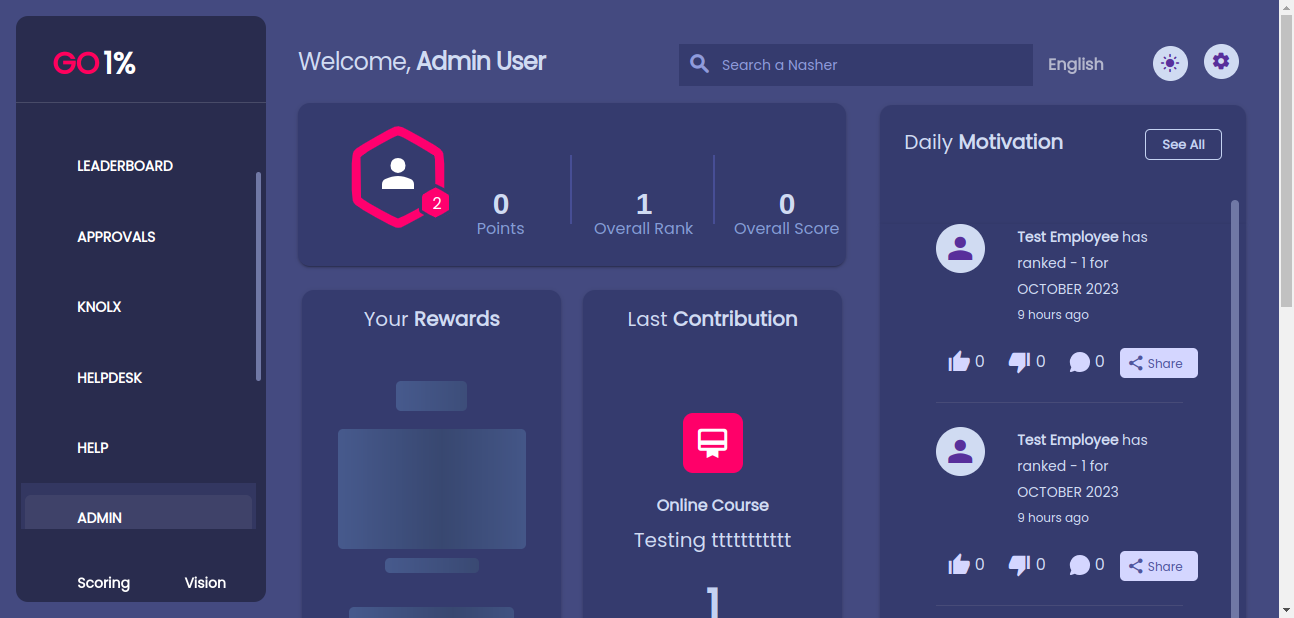 GO 1%
LEADERBOARD
APPROVALS
KNOLX
HELPDESK
HELP
ADMIN
Scoring
Vision
Welcome, Admin User
Search a Nasher
English
2
0
Points
1
Overall Rank
0
Overall Score
Your Rewards
Last Contribution
Online Course
Testing ttttttttttt
1
Daily Motivation
See All
Test Employee has
ranked - 1 for
OCTOBER 2023
9 hours ago
0 0 0 Share
Test Employee has
ranked - 1 for
OCTOBER 2023
9 hours ago
0 0 0 Share